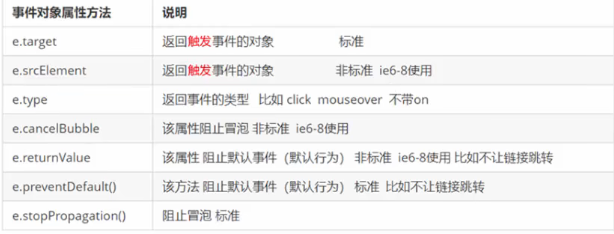 事件对象属性方法 说明
e.target 返回触发事件的对象 标准
e.srcElement 返回触发事件的对象 非标准 ie6-8使用
e.type 返回事件的类型 比如 click mouseover 不带on
e.cancelBubble 该属性阻止冒泡 非标准 ie6-8使用
e.returnValue 该属性 阻止默认事件（默认行为） 非标准 ie6-8使用 比如不让链接跳转
e.preventDefault() 该方法 阻止默认事件（默认行为） 标准 比如不让链接跳转
e.stopPropagation() 阻止冒泡 标准